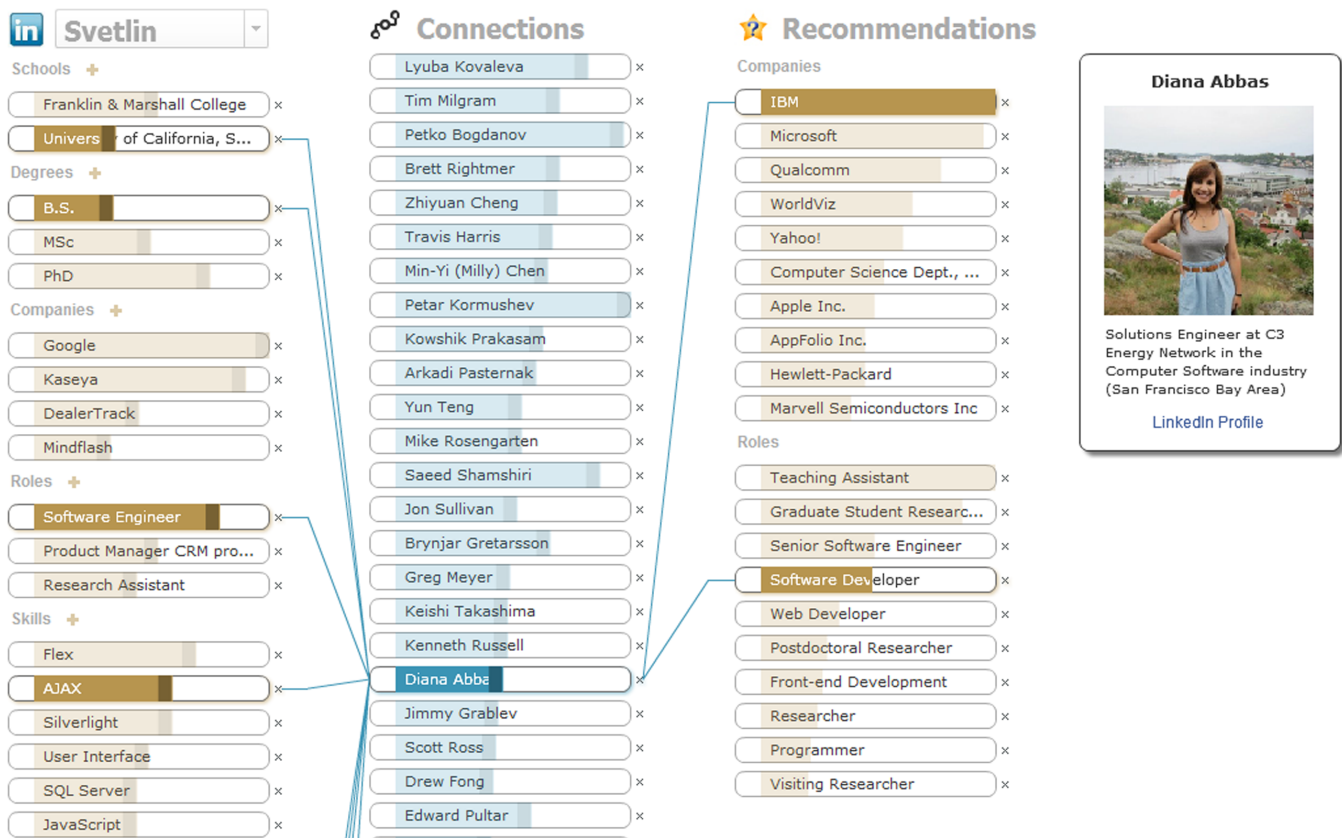 in Svetlin
Schools +
Franklin & Marshall College ×
Univers y of California, S... ×
Degrees +
B.S. ×
MSc ×
PhD ×
Companies +
Google ×
Kaseya ×
DealerTrack ×
Mindflash ×
Roles +
Software Engineer ×
Product Manager CRM pro... ×
Research Assistant ×
Skills +
Flex ×
AJAX ×
Silverlight ×
User Interface ×
SQL Server ×
JavaScript ×
Connections
Lyuba Kovaleva ×
Tim Milgram ×
Petko Bogdanov ×
Brett Rightmer ×
Zhiyuan Cheng ×
Travis Harris ×
Min-Yi (Milly) Chen ×
Petar Kormushev ×
Kowshik Prakasam ×
Arkadi Pasternak ×
Yun Teng ×
Mike Rosengarten ×
Saeed Shamshiri ×
Jon Sullivan ×
Brynjar Gretarsson ×
Greg Meyer ×
Keishi Takashima ×
Kenneth Russell ×
Diana Abba ×
Jimmy Grablev ×
Scott Ross ×
Drew Fong ×
Edward Pultar ×
? Recommendations
Companies
IBM ×
Microsoft ×
Qualcomm ×
WorldViz ×
Yahoo! ×
Computer Science Dept., ... ×
Apple Inc. ×
AppFolio Inc. ×
Hewlett-Packard ×
Marvell Semiconductors Inc ×
Roles
Teaching Assistant ×
Graduate Student Researc... ×
Senior Software Engineer ×
Software Developer ×
Web Developer ×
Postdoctoral Researcher ×
Front-end Development ×
Researcher ×
Programmer ×
Visiting Researcher ×
Diana Abbas
Solutions Engineer at C3
Energy Network in the
Computer Software industry
(San Francisco Bay Area)
LinkedIn Profile